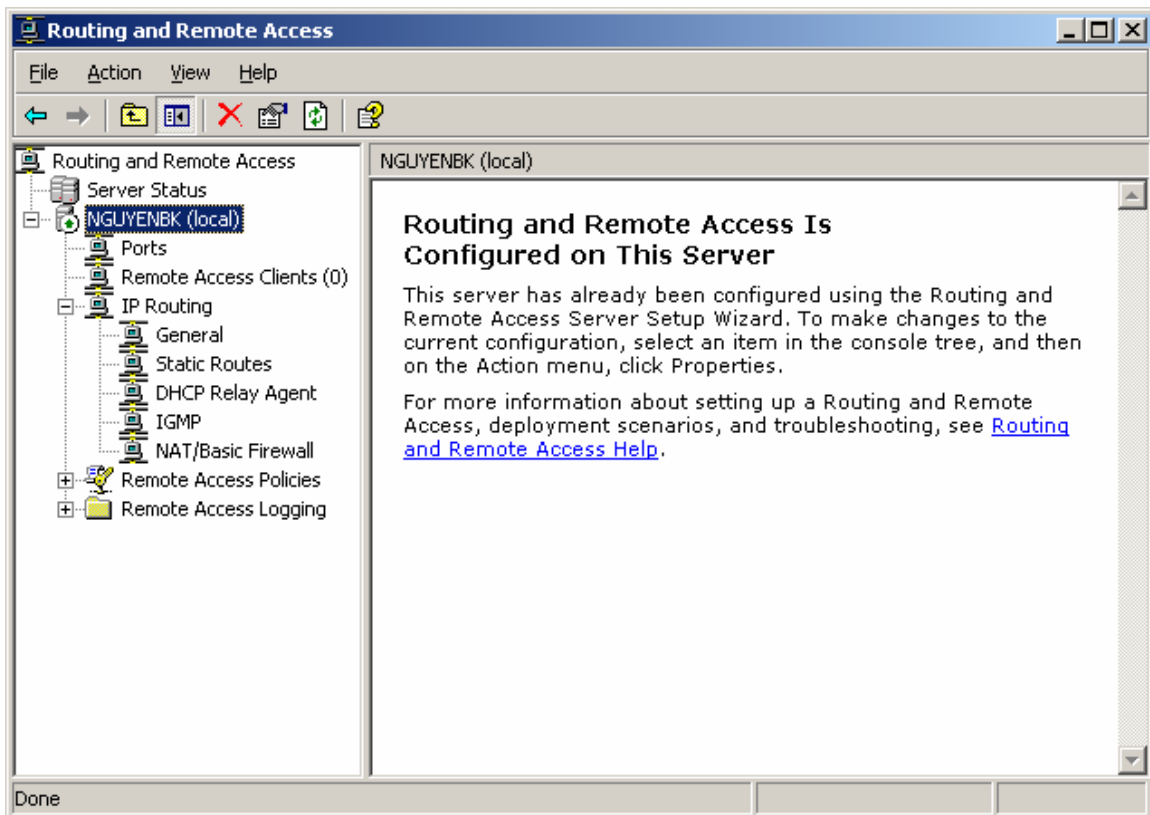 Routing and Remote Access
File Action View Help
Routing and Remote Access
Server Status
NGUYENBK (local)
Ports
Remote Access Clients (0)
IP Routing
General
Static Routes
DHCP Relay Agent
IGMP
NAT/Basic Firewall
Remote Access Policies
Remote Access Logging
NGUYENBK (local)
Routing and Remote Access Is
Configured on This Server
This server has already been configured using the Routing and
Remote Access Server Setup Wizard. To make changes to the
current configuration, select an item in the console tree, and then
on the Action menu, click Properties.
For more information about setting up a Routing and Remote
Access, deployment scenarios, and troubleshooting, see Routing
and Remote Access Help.
Done